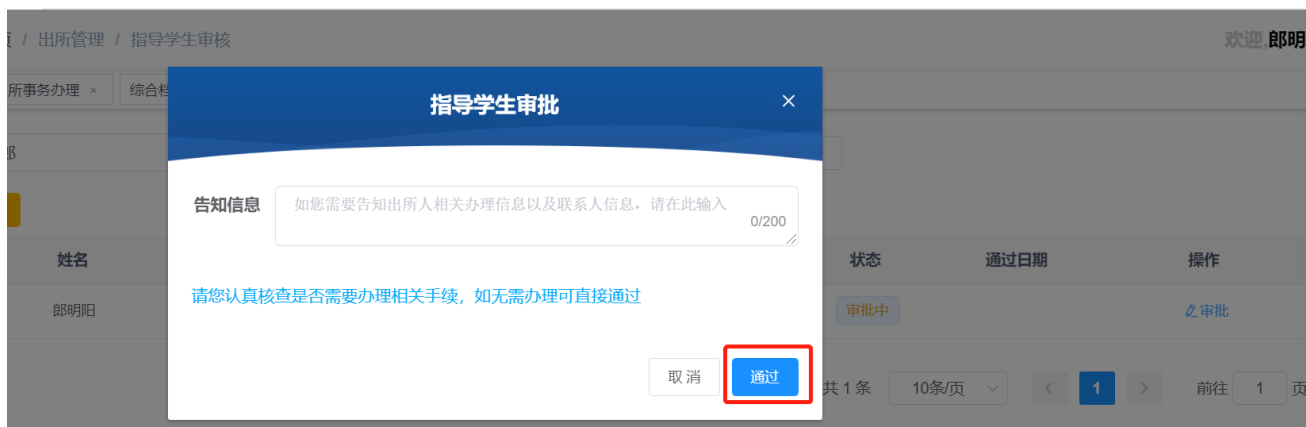 / 出所管理 / 指导学生审核
欢迎,郎明
所事务办理 ×
综合档
指导学生审批
告知信息
如您需要告知出所人相关办理信息以及联系人信息，请在此输入
0/200
姓名
状态
通过日期
操作
请您认真核查是否需要办理相关手续，如无需办理可直接通过
郎明阳
审批中
审批
取消
通过
共 1 条
10条/页
1
前往
1
页